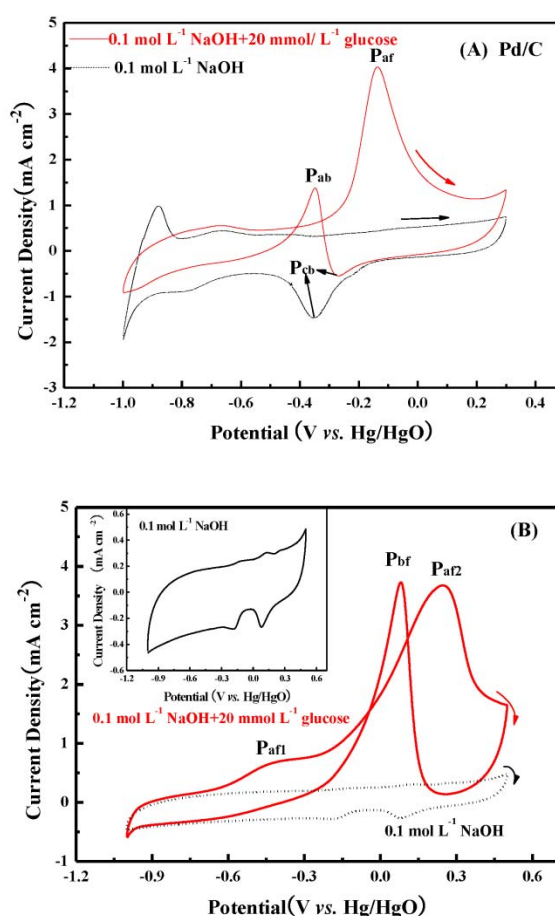 5
0.1 mol L⁻¹ NaOH+20 mmol/ L⁻¹ glucose
(A) Pd/C
0.1 mol L⁻¹ NaOH
Paf
4
3
2
Pab
1
0
Pcb
-1
-2
-3
Current Density(mA cm⁻²)
-1.2 -1.0 -0.8 -0.6 -0.4 -0.2 0.0 0.2 0.4
Potential (V vs. Hg/HgO)
5
(B)
0.6
0.1 mol L⁻¹ NaOH
0.4
0.2
0.0
-0.2
-0.4
-0.6
Current Density (mA cm⁻²)
-0.9 -0.6 -0.3 0.0 0.3 0.6
Potential (V vs. Hg/HgO)
Pbf
Paf2
4
3
2
0.1 mol L⁻¹ NaOH+20 mmol L⁻¹ glucose
Paf1
1
0
0.1 mol L⁻¹ NaOH
-1
Current Density(mA cm⁻²)
-1.2 -0.9 -0.6 -0.3 0.0 0.3 0.6
Potential(V vs. Hg/HgO)